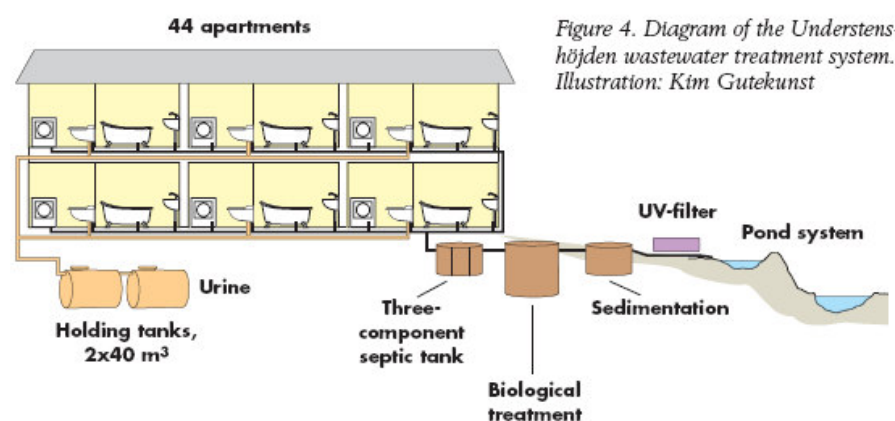 44 apartments
Figure 4. Diagram of the Understens-
höjden wastewater treatment system.
Illustration: Kim Gutekunst
UV-filter
Pond system
Urine
Holding tanks,
2x40 m³
Three-
component
septic tank
Sedimentation
Biological
treatment